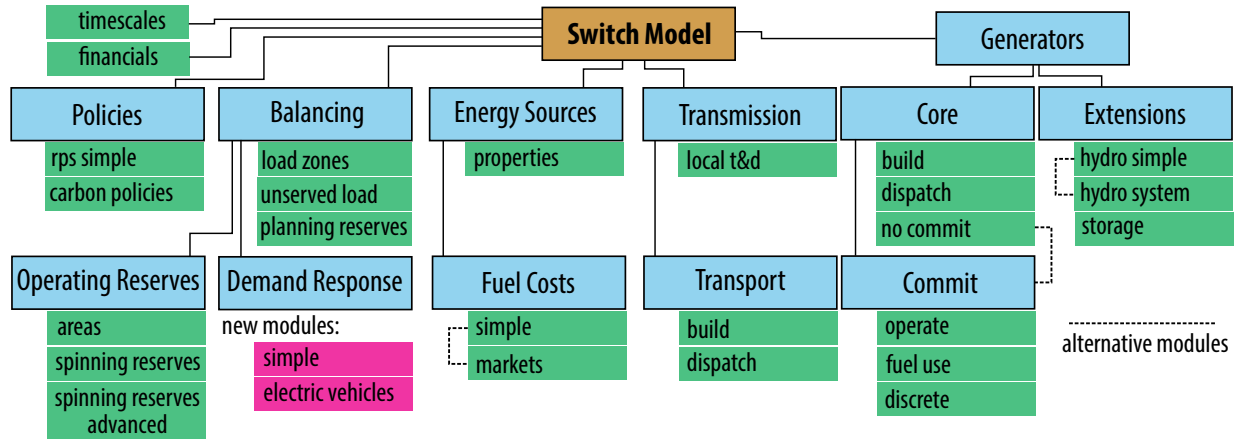 timescales
financials
Switch Model
Generators
Policies
rps simple
carbon policies
Balancing
load zones
unserved load
planning reserves
Energy Sources
properties
Transmission
local t&d
Core
build
dispatch
no commit
Extensions
hydro simple
hydro system
storage
Operating Reserves
areas
spinning reserves
spinning reserves
advanced
Demand Response
new modules:
simple
electric vehicles
Fuel Costs
simple
markets
Transport
build
dispatch
Commit
operate
fuel use
discrete
alternative modules